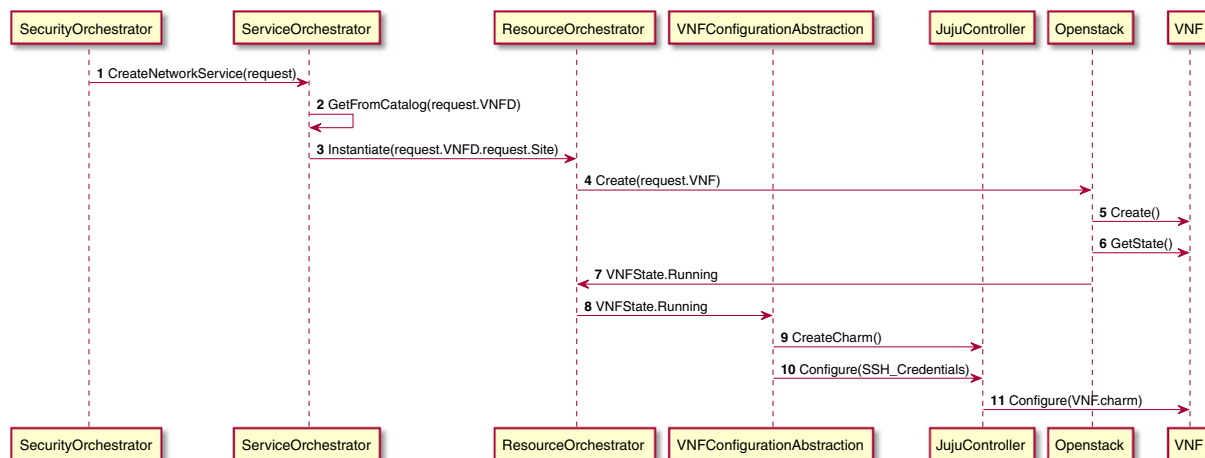 SecurityOrchestrator ServiceOrchestrator ResourceOrchestrator VNFConfigurationAbstraction JujuController Openstack VNF
1 CreateNetworkService(request)
2 GetFromCatalog(request.VNFD)
3 Instantiate(request.VNFD.request.Site)
4 Create(request.VNF)
5 Create()
6 GetState()
7 VNFState.Running
8 VNFState.Running
9 CreateCharm()
10 Configure(SSH_Credentials)
11 Configure(VNF.charm)
SecurityOrchestrator ServiceOrchestrator ResourceOrchestrator VNFConfigurationAbstraction JujuController Openstack VNF